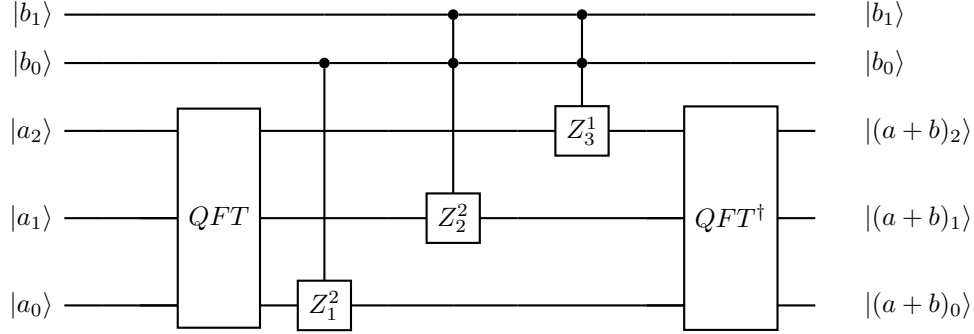 |b₁⟩ |b₁⟩
|b₀⟩ |b₀⟩
|a₂⟩ Z₃¹ |(a + b)₂⟩
|a₁⟩ QFT Z₂² QFT† |(a + b)₁⟩
|a₀⟩ Z₁² |(a + b)₀⟩